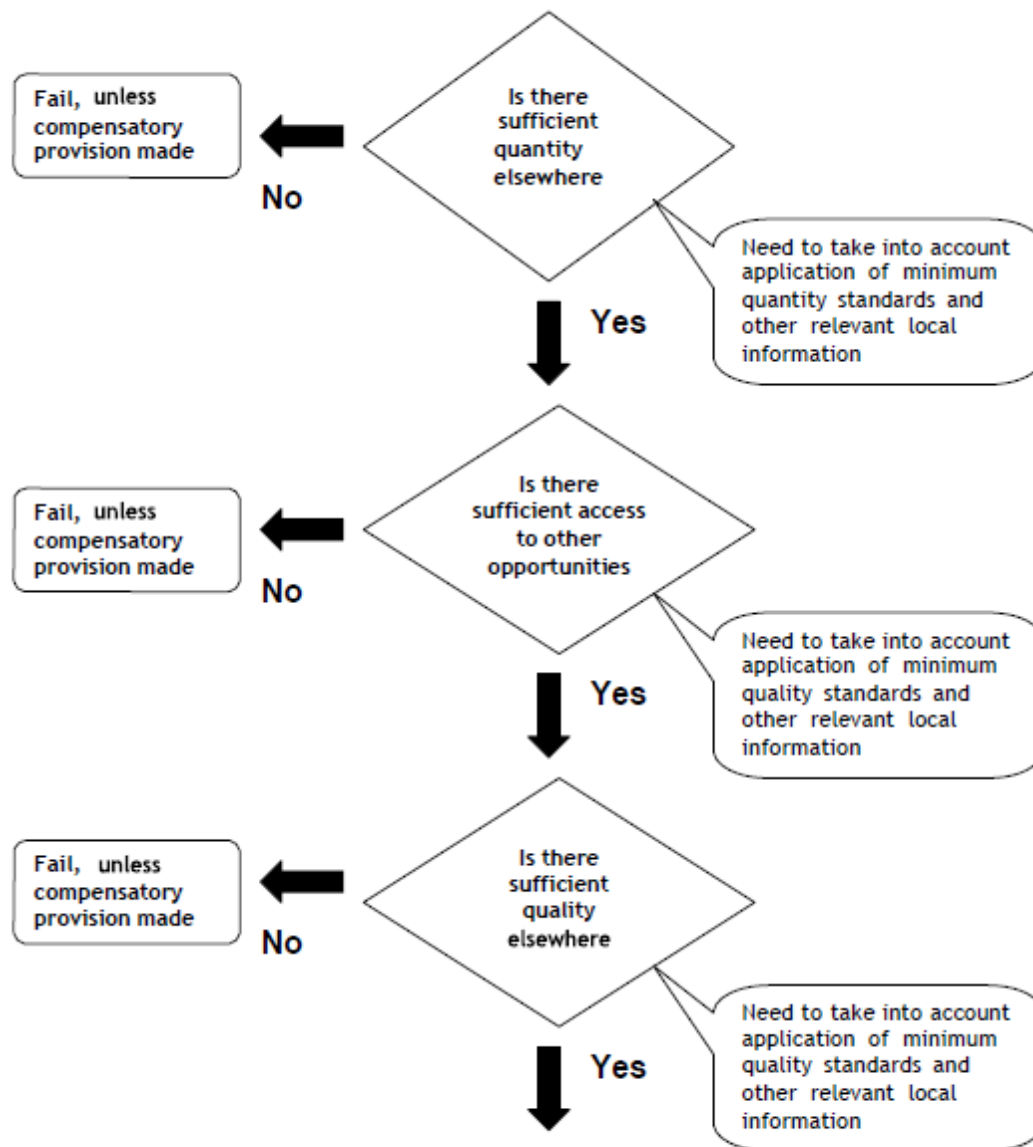 Is there
sufficient
quantity
elsewhere
Fail, unless
compensatory
provision made
No
Need to take into account
application of minimum
quantity standards and
other relevant local
information
Yes
Is there
sufficient access
to other
opportunities
Fail, unless
compensatory
provision made
No
Need to take into account
application of minimum
quality standards and
other relevant local
information
Yes
Is there
sufficient
quality
elsewhere
Fail, unless
compensatory
provision made
No
Need to take into account
application of minimum
quality standards and
other relevant local
information
Yes